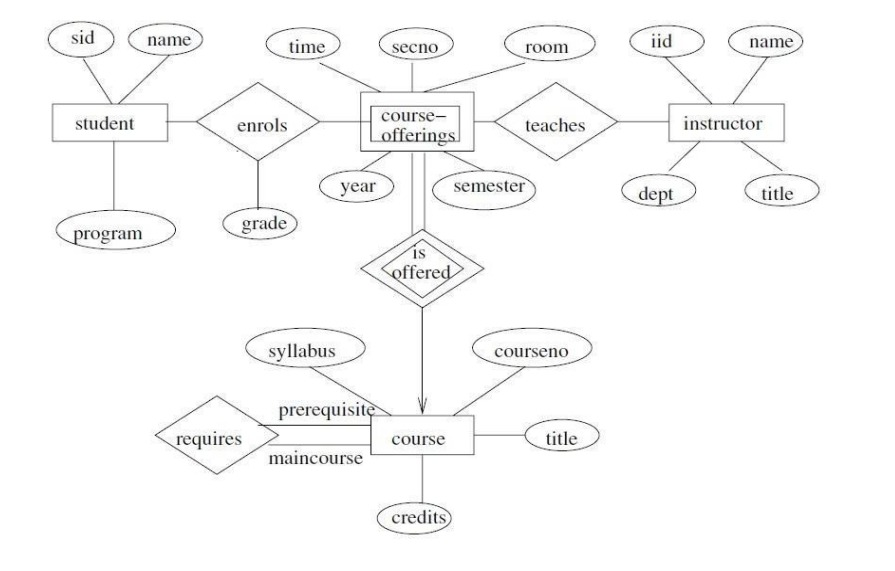 sid
name
time
secno
room
iid
name
student
enrols
course–
offerings
teaches
instructor
year
semester
dept
title
program
grade
is
offered
syllabus
courseno
prerequisite
requires
course
title
maincourse
credits